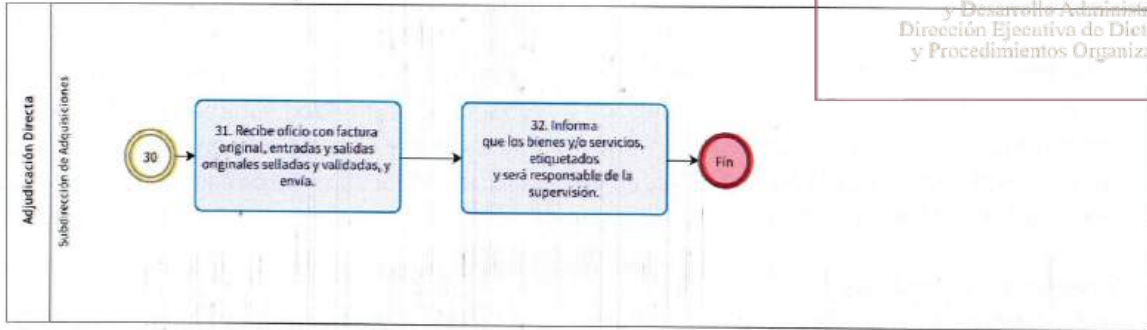 y Desarrollo Administ
Dirección Ejecutiva de Dict
y Procedimientos Organiza
Adjudicación Directa
Subdirección de Adquisiciones
30
31. Recibe oficio con factura
original, entradas y salidas
originales selladas y validadas, y
envía.
32. Informa
que los bienes y/o servicios,
etiquetados
y será responsable de la
supervisión.
Fin